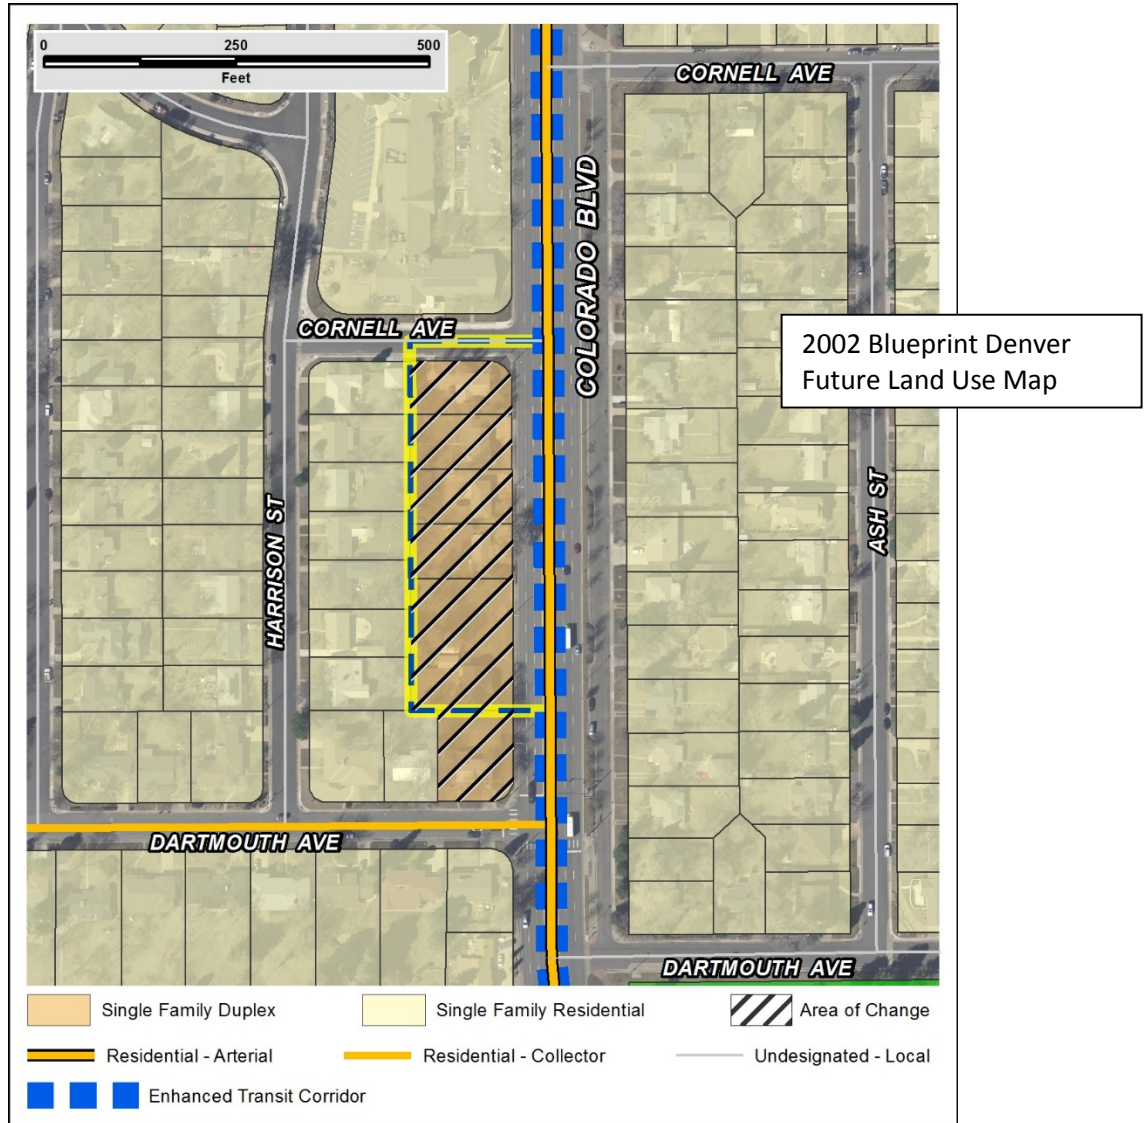 0 250 500
Feet
CORNELL AVE
COLORADO BLVD
CORNELL AVE
2002 Blueprint Denver
Future Land Use Map
HARRISON ST
ASH ST
DARTMOUTH AVE
DARTMOUTH AVE
Single Family Duplex
Single Family Residential
Area of Change
Residential - Arterial
Residential - Collector
Undesignated - Local
Enhanced Transit Corridor